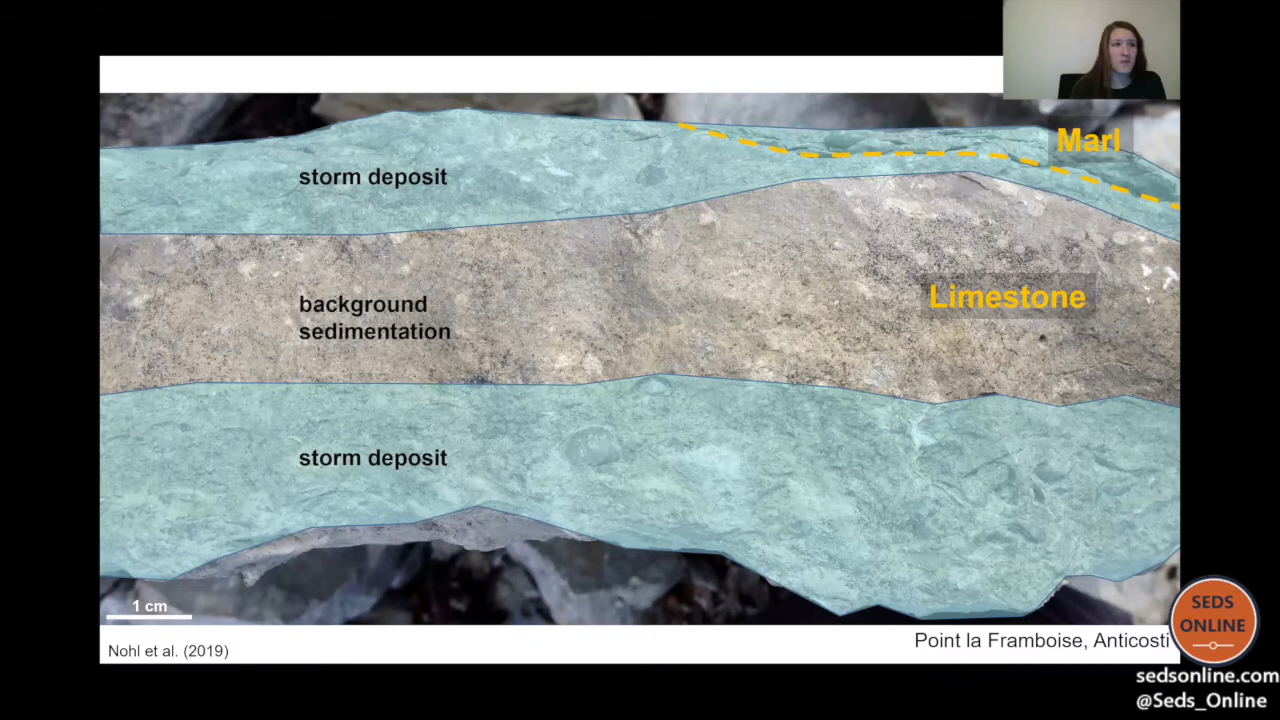 Marl
storm deposit
Limestone
background
sedimentation
storm deposit
1 cm
Nohl et al. (2019)
Point la Framboise, Anticosti
SEDS
ONLINE
sedsonline.com
@Seds_Online